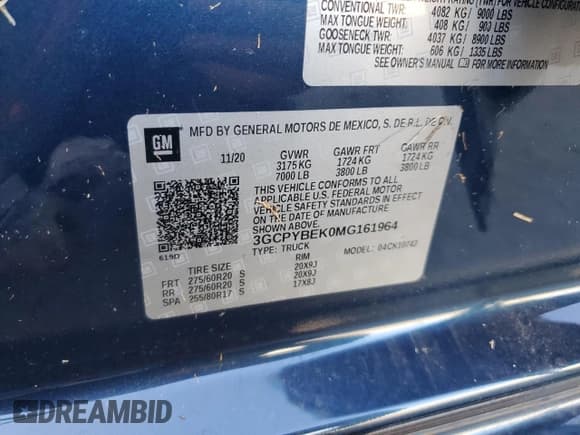 CONVENTIONAL TWR: 4082 KG/ 9000 LBS
MAX TONGUE WEIGHT: 408 KG/ 900 LBS
GOOSENECK TWR: 4037 KG/ 8900 LBS
MAX TONGUE WEIGHT: 606 KG/ 1335 LBS
SEE OWNER'S MANUAL FOR MORE INFORMATION
GM
MFD BY GENERAL MOTORS DE MEXICO, S. DE R.L. DE C.V.
11/20 GVWR GAWR FRT GAWR RR
3175 KG 1724 KG 1724 KG
7000 LB 3800 LB 3800 LB
THIS VEHICLE CONFORMS TO ALL
APPLICABLE U.S. FEDERAL MOTOR
VEHICLE SAFETY STANDARDS IN EFFECT
ON THE DATE OF MANUFACTURE
SHOWN ABOVE.
3GCPYBEK0MG161964
TYPE: TRUCK MODEL:
TIRE SIZE RIM
FRT 275/60R20 S 20X9J
RR 275/60R20 S 20X9J
SPA 255/80R17 S 17X8J
DREAMBID